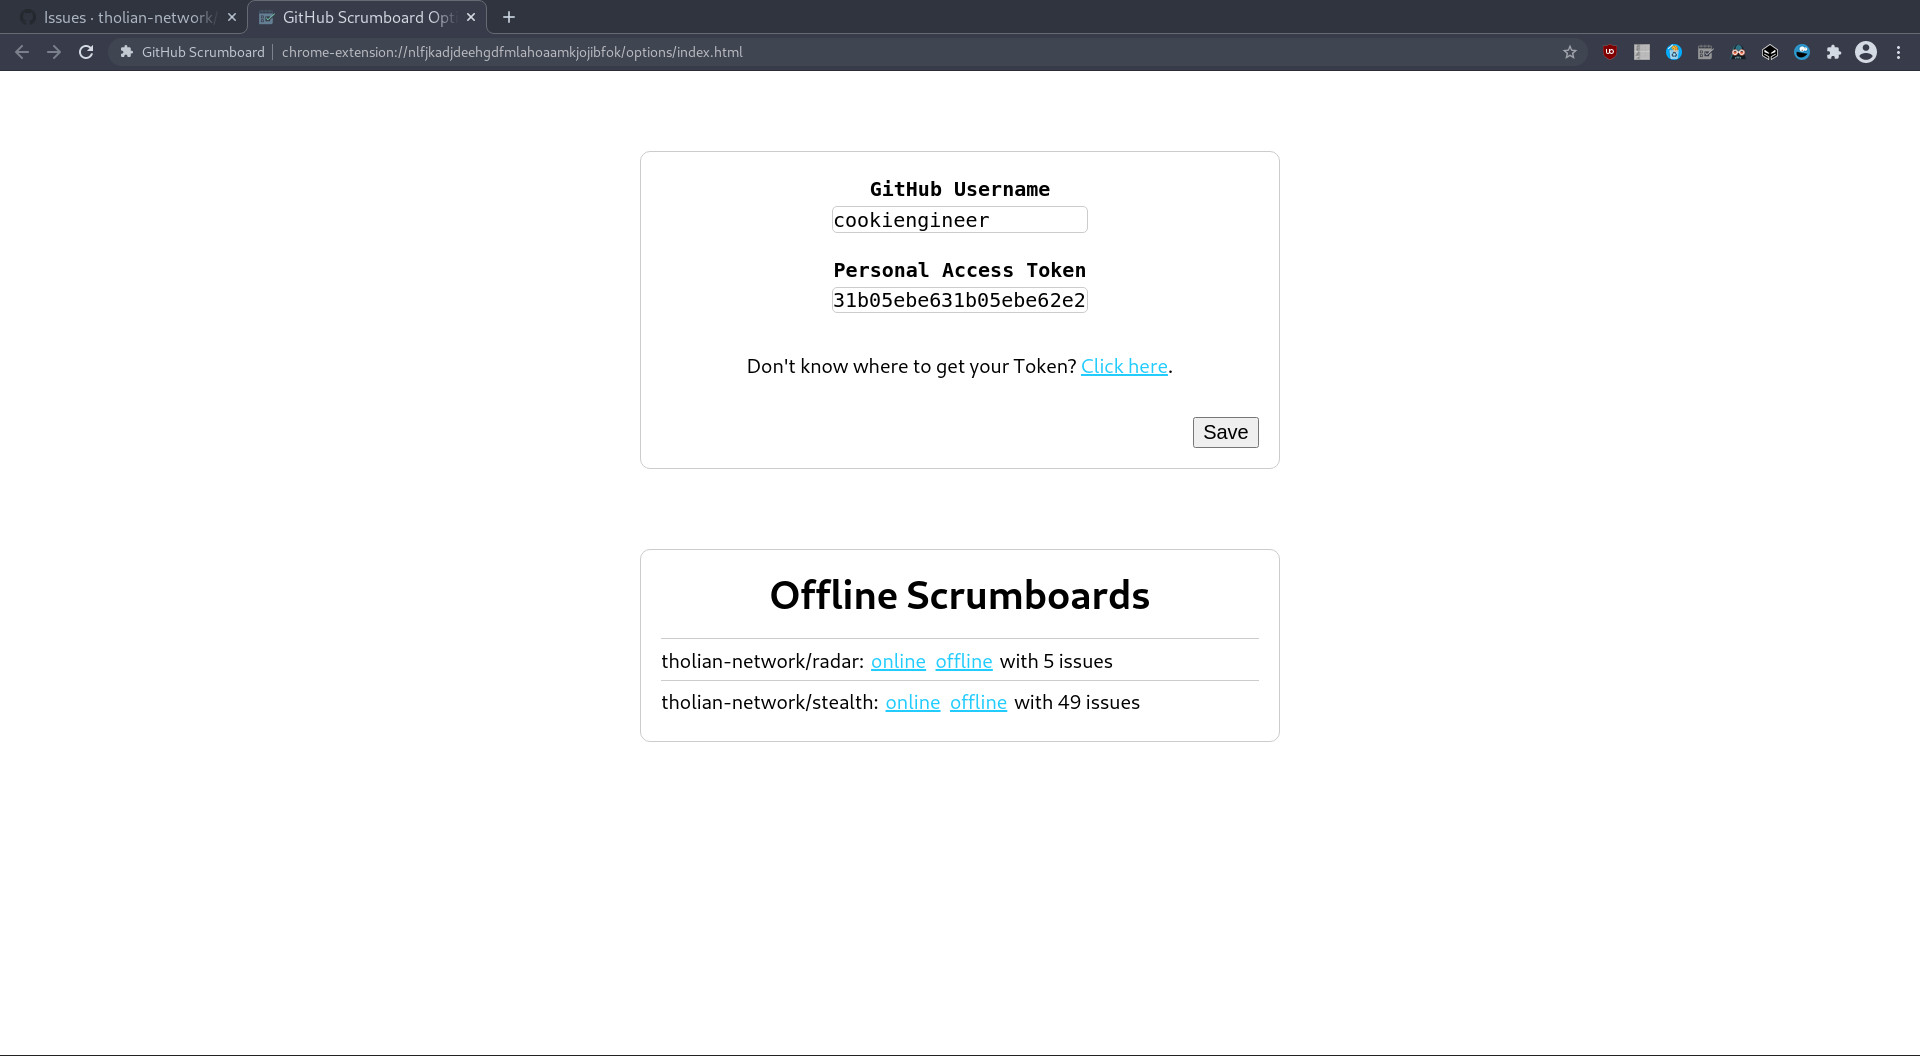 Issues · tholian-network/
GitHub Scrumboard Opt
GitHub Scrumboard chrome-extension://nlfjkadjdeehgdfmlahoaamkjojibfok/options/index.html
GitHub Username
cookiengineer
Personal Access Token
31b05ebe631b05ebe62e2
Don't know where to get your Token? Click here.
Save
Offline Scrumboards
tholian-network/radar: online offline with 5 issues
tholian-network/stealth: online offline with 49 issues